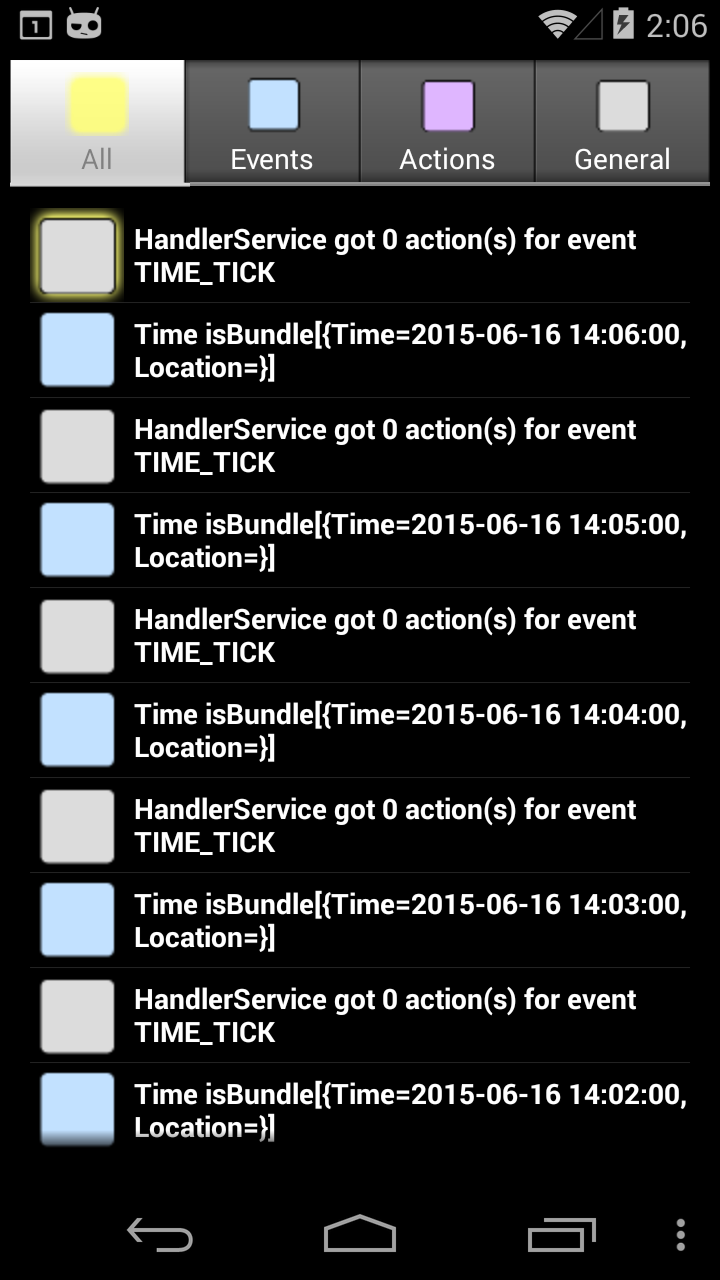 1
2:06
All
Events
Actions
General
HandlerService got 0 action(s) for event
TIME_TICK
Time isBundle[{Time=2015-06-16 14:06:00,
Location=}]
HandlerService got 0 action(s) for event
TIME_TICK
Time isBundle[{Time=2015-06-16 14:05:00,
Location=}]
HandlerService got 0 action(s) for event
TIME_TICK
Time isBundle[{Time=2015-06-16 14:04:00,
Location=}]
HandlerService got 0 action(s) for event
TIME_TICK
Time isBundle[{Time=2015-06-16 14:03:00,
Location=}]
HandlerService got 0 action(s) for event
TIME_TICK
Time isBundle[{Time=2015-06-16 14:02:00,
Location=}]